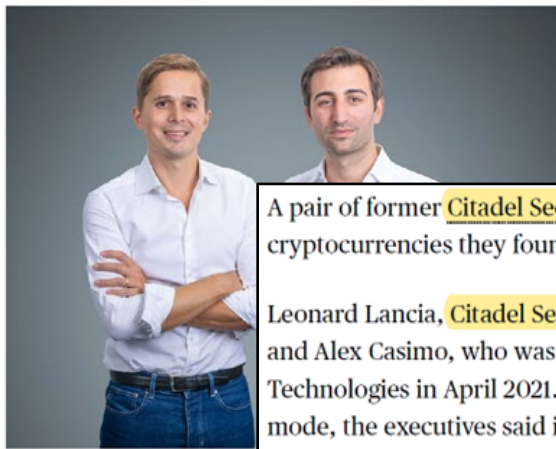 A pair of former Citadel Se
cryptocurrencies they foun
Leonard Lancia, Citadel Se
and Alex Casimo, who was
Technologies in April 2021.
mode, the executives said i